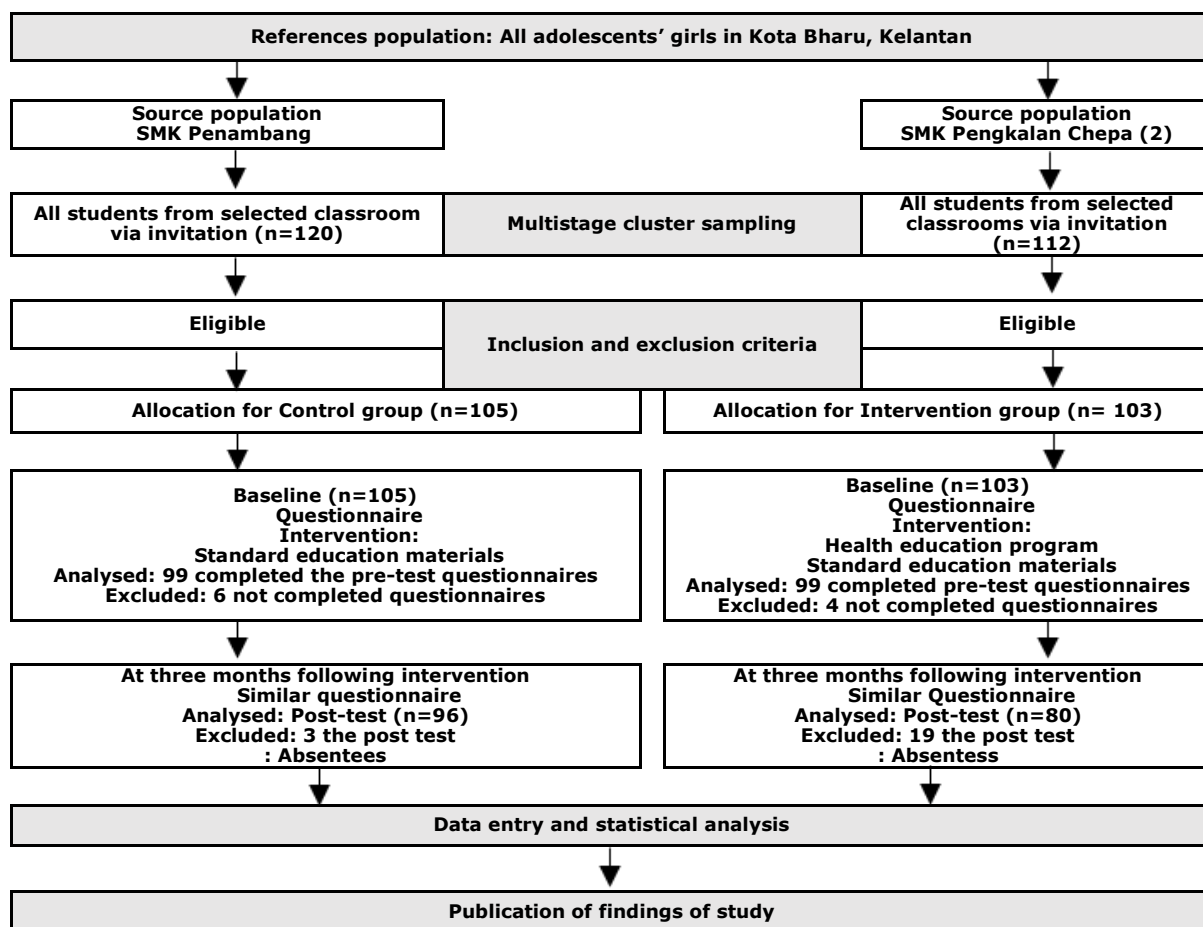 References population: All adolescents’ girls in Kota Bharu, Kelantan
Source population
SMK Penambang
Source population
SMK Pengkalan Chepa (2)
All students from selected classroom
via invitation (n=120)
Multistage cluster sampling
All students from selected
classrooms via invitation
(n=112)
Eligible
Inclusion and exclusion criteria
Eligible
Allocation for Control group (n=105)
Allocation for Intervention group (n= 103)
Baseline (n=105)
Questionnaire
Intervention:
Standard education materials
Analysed: 99 completed the pre-test questionnaires
Excluded: 6 not completed questionnaires
Baseline (n=103)
Questionnaire
Intervention:
Health education program
Standard education materials
Analysed: 99 completed pre-test questionnaires
Excluded: 4 not completed questionnaires
At three months following intervention
Similar questionnaire
Analysed: Post-test (n=96)
Excluded: 3 the post test
: Absentees
At three months following intervention
Similar Questionnaire
Analysed: Post-test (n=80)
Excluded: 19 the post test
: Absentess
Data entry and statistical analysis
Publication of findings of study